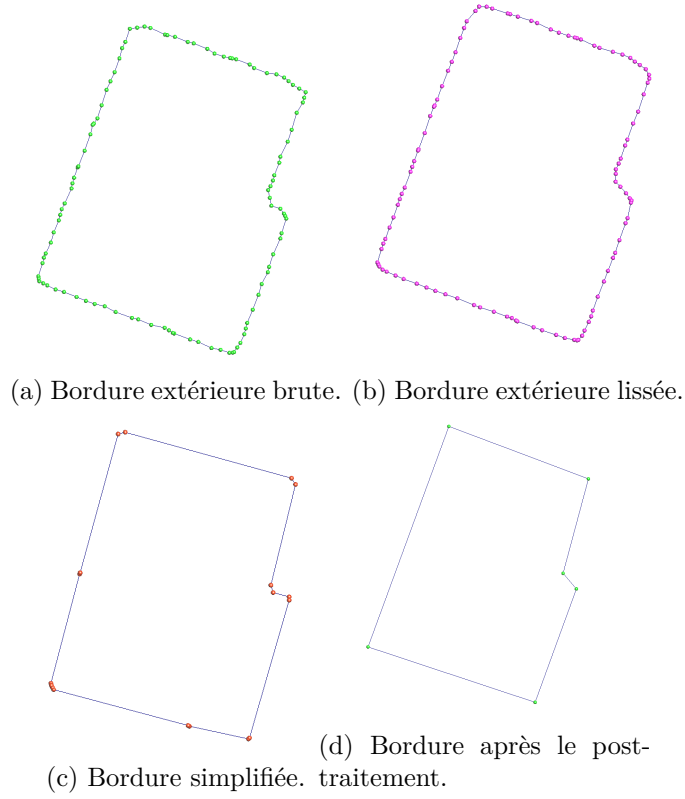 (a) Bordure extérieure brute. (b) Bordure extérieure lissée.
(d) Bordure après le post-
(c) Bordure simplifiée. traitement.